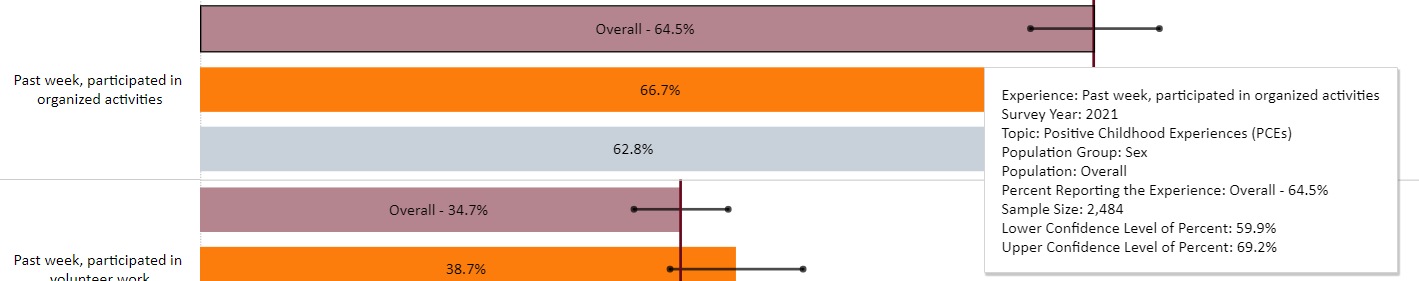 Overall - 64.5%
Past week, participated in
organized activities
66.7%
62.8%
Experience: Past week, participated in organized activities
Survey Year: 2021
Topic: Positive Childhood Experiences (PCEs)
Population Group: Sex
Population: Overall
Percent Reporting the Experience: Overall - 64.5%
Sample Size: 2,484
Lower Confidence Level of Percent: 59.9%
Upper Confidence Level of Percent: 69.2%
Overall - 34.7%
Past week, participated in
volunteer work
38.7%